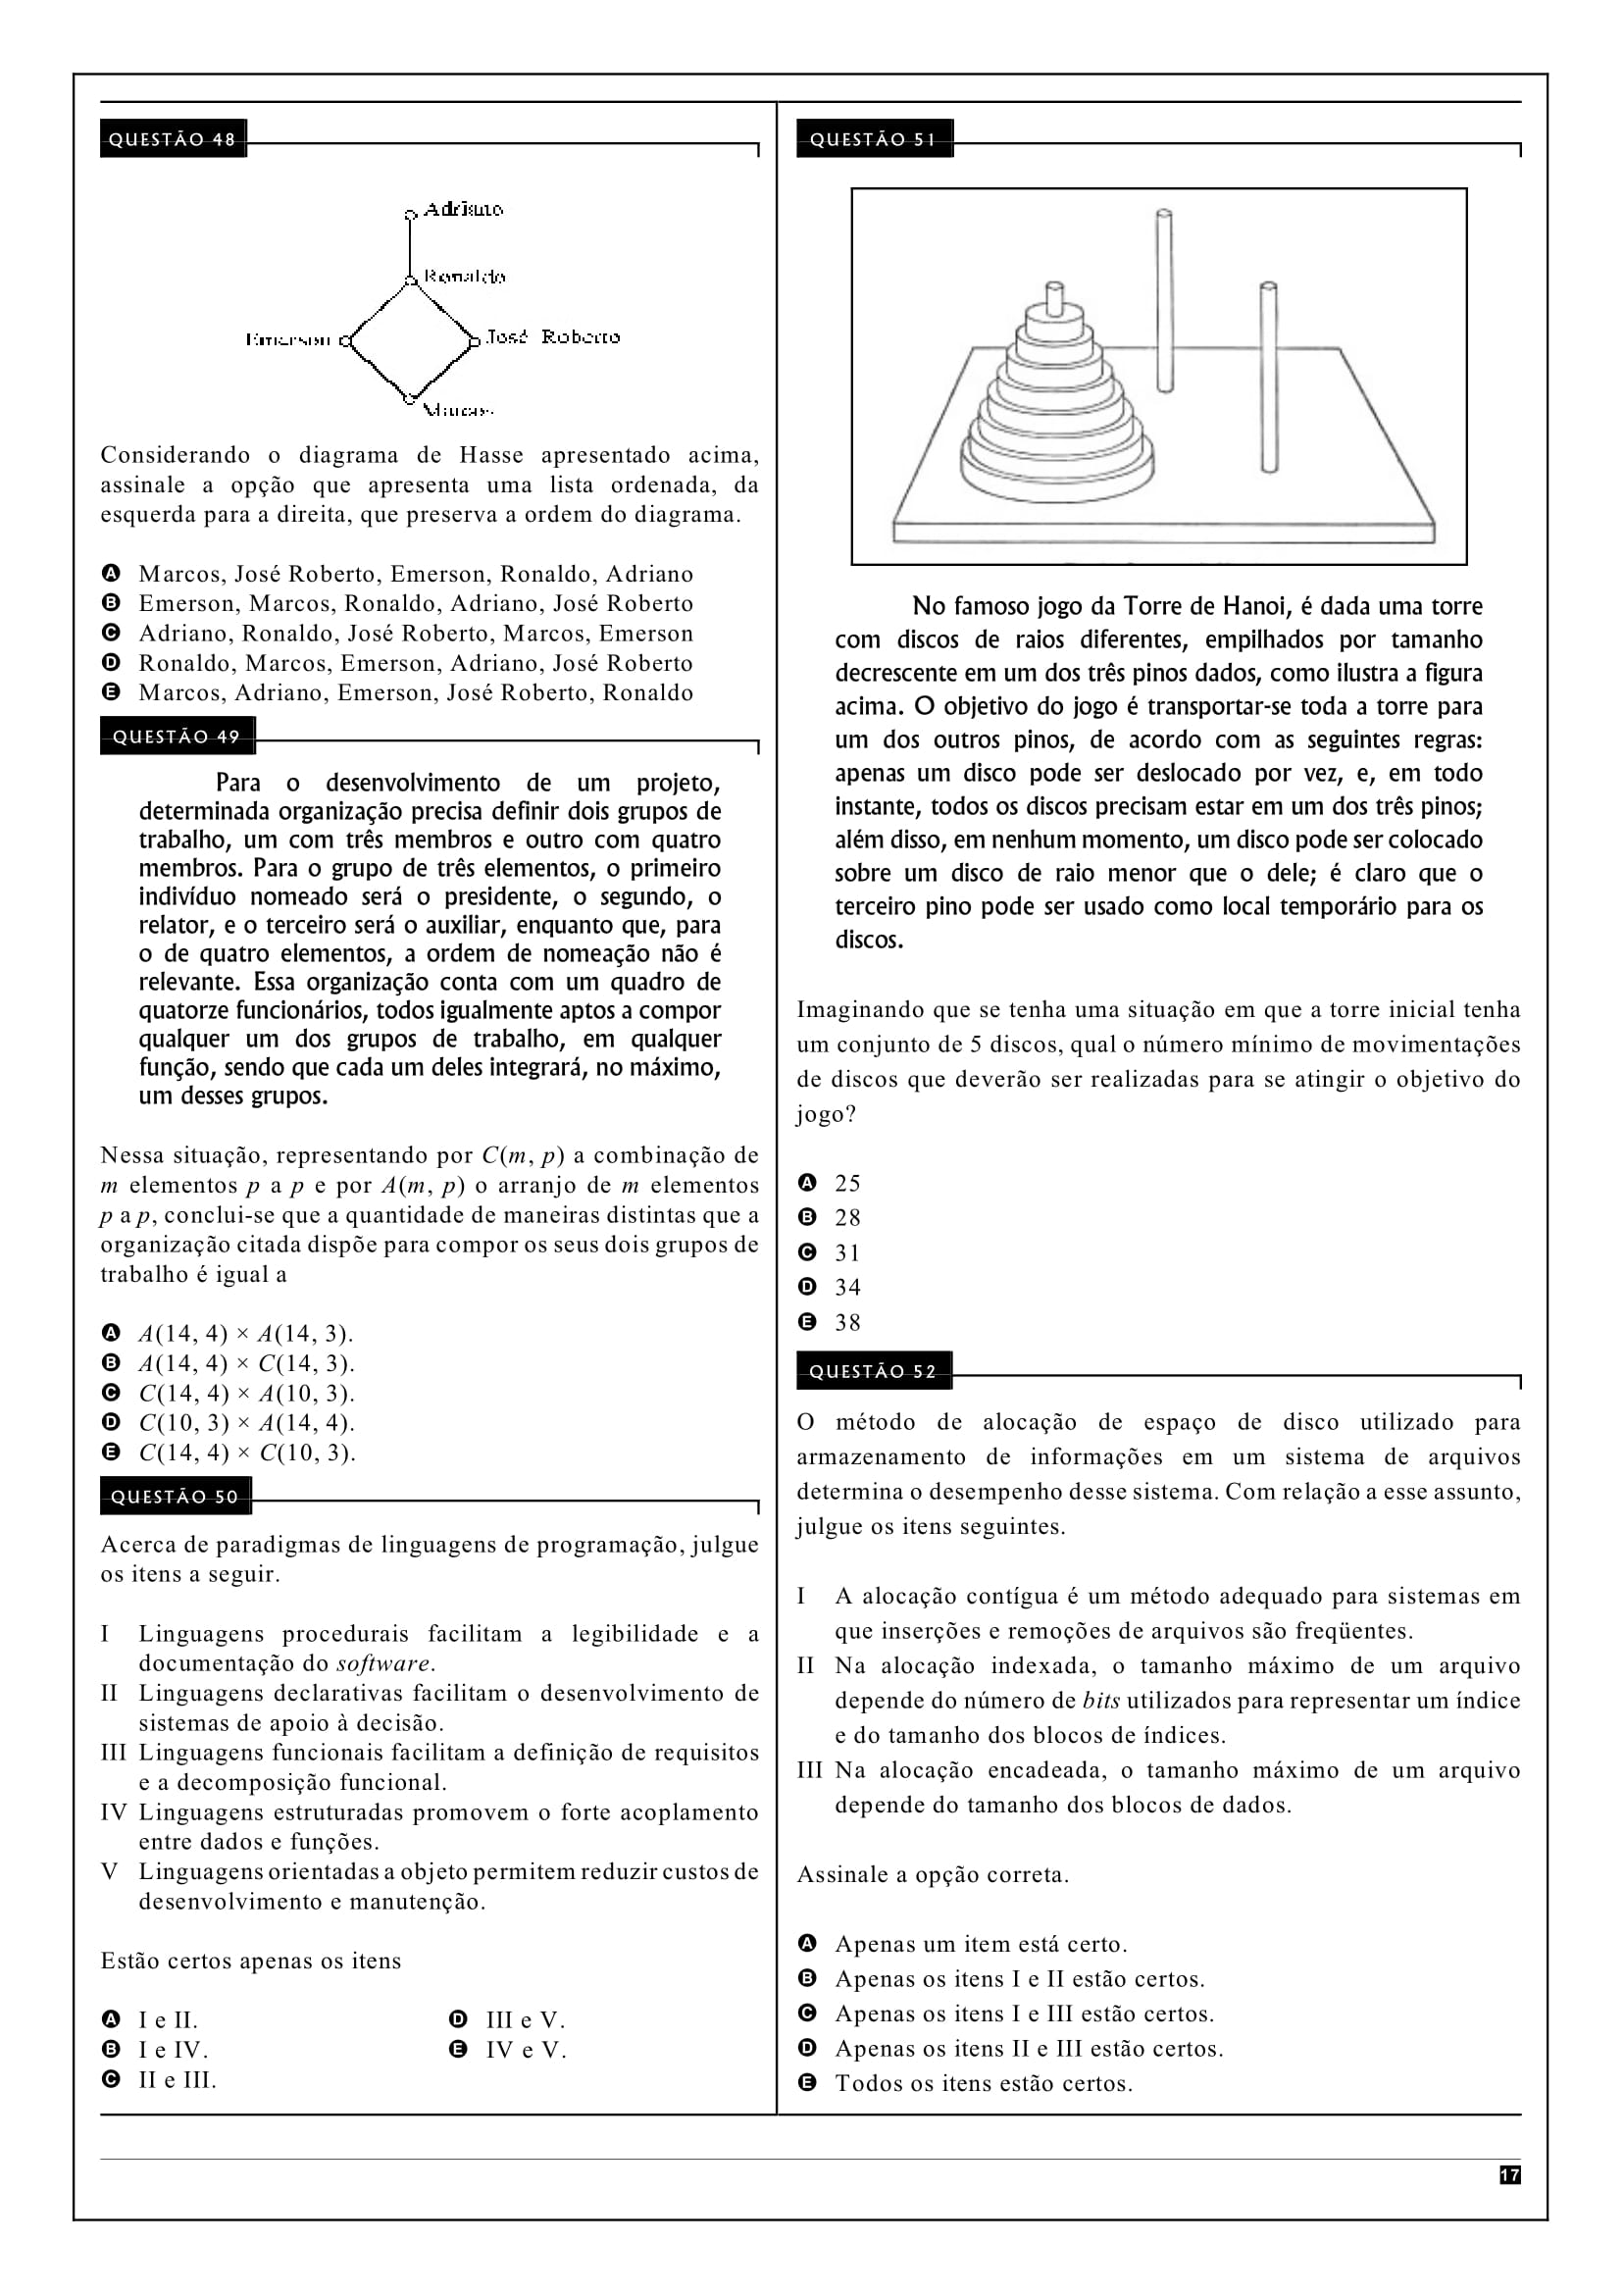 QUESTÃO 48
Adriano
Ronaldo
Emerson
José Roberto
Marcos
Considerando o diagrama de Hasse apresentado acima,
assinale a opção que apresenta uma lista ordenada, da
esquerda para a direita, que preserva a ordem do diagrama.
A Marcos, José Roberto, Emerson, Ronaldo, Adriano
B Emerson, Marcos, Ronaldo, Adriano, José Roberto
C Adriano, Ronaldo, José Roberto, Marcos, Emerson
D Ronaldo, Marcos, Emerson, Adriano, José Roberto
E Marcos, Adriano, Emerson, José Roberto, Ronaldo
QUESTÃO 49
Para o desenvolvimento de um projeto,
determinada organização precisa definir dois grupos de
trabalho, um com três membros e outro com quatro
membros. Para o grupo de três elementos, o primeiro
indivíduo nomeado será o presidente, o segundo, o
relator, e o terceiro será o auxiliar, enquanto que, para
o de quatro elementos, a ordem de nomeação não é
relevante. Essa organização conta com um quadro de
quatorze funcionários, todos igualmente aptos a compor
qualquer um dos grupos de trabalho, em qualquer
função, sendo que cada um deles integrará, no máximo,
um desses grupos.
Nessa situação, representando por C(m, p) a combinação de
m elementos p a p e por A(m, p) o arranjo de m elementos
p a p, conclui-se que a quantidade de maneiras distintas que a
organização citada dispõe para compor os seus dois grupos de
trabalho é igual a
A A(14, 4) × A(14, 3).
B A(14, 4) × C(14, 3).
C C(14, 4) × A(10, 3).
D C(10, 3) × A(14, 4).
E C(14, 4) × C(10, 3).
QUESTÃO 50
Acerca de paradigmas de linguagens de programação, julgue
os itens a seguir.
I Linguagens procedurais facilitam a legibilidade e a
documentação do software.
II Linguagens declarativas facilitam o desenvolvimento de
sistemas de apoio à decisão.
III Linguagens funcionais facilitam a definição de requisitos
e a decomposição funcional.
IV Linguagens estruturadas promovem o forte acoplamento
entre dados e funções.
V Linguagens orientadas a objeto permitem reduzir custos de
desenvolvimento e manutenção.
Estão certos apenas os itens
A I e II.
B I e IV.
C II e III.
D III e V.
E IV e V.
QUESTÃO 51
No famoso jogo da Torre de Hanoi, é dada uma torre
com discos de raios diferentes, empilhados por tamanho
decrescente em um dos três pinos dados, como ilustra a figura
acima. O objetivo do jogo é transportar-se toda a torre para
um dos outros pinos, de acordo com as seguintes regras:
apenas um disco pode ser deslocado por vez, e, em todo
instante, todos os discos precisam estar em um dos três pinos;
além disso, em nenhum momento, um disco pode ser colocado
sobre um disco de raio menor que o dele; é claro que o
terceiro pino pode ser usado como local temporário para os
discos.
Imaginando que se tenha uma situação em que a torre inicial tenha
um conjunto de 5 discos, qual o número mínimo de movimentações
de discos que deverão ser realizadas para se atingir o objetivo do
jogo?
A 25
B 28
C 31
D 34
E 38
QUESTÃO 52
O método de alocação de espaço de disco utilizado para
armazenamento de informações em um sistema de arquivos
determina o desempenho desse sistema. Com relação a esse assunto,
julgue os itens seguintes.
I A alocação contígua é um método adequado para sistemas em
que inserções e remoções de arquivos são freqüentes.
II Na alocação indexada, o tamanho máximo de um arquivo
depende do número de bits utilizados para representar um índice
e do tamanho dos blocos de índices.
III Na alocação encadeada, o tamanho máximo de um arquivo
depende do tamanho dos blocos de dados.
Assinale a opção correta.
A Apenas um item está certo.
B Apenas os itens I e II estão certos.
C Apenas os itens I e III estão certos.
D Apenas os itens II e III estão certos.
E Todos os itens estão certos.
17